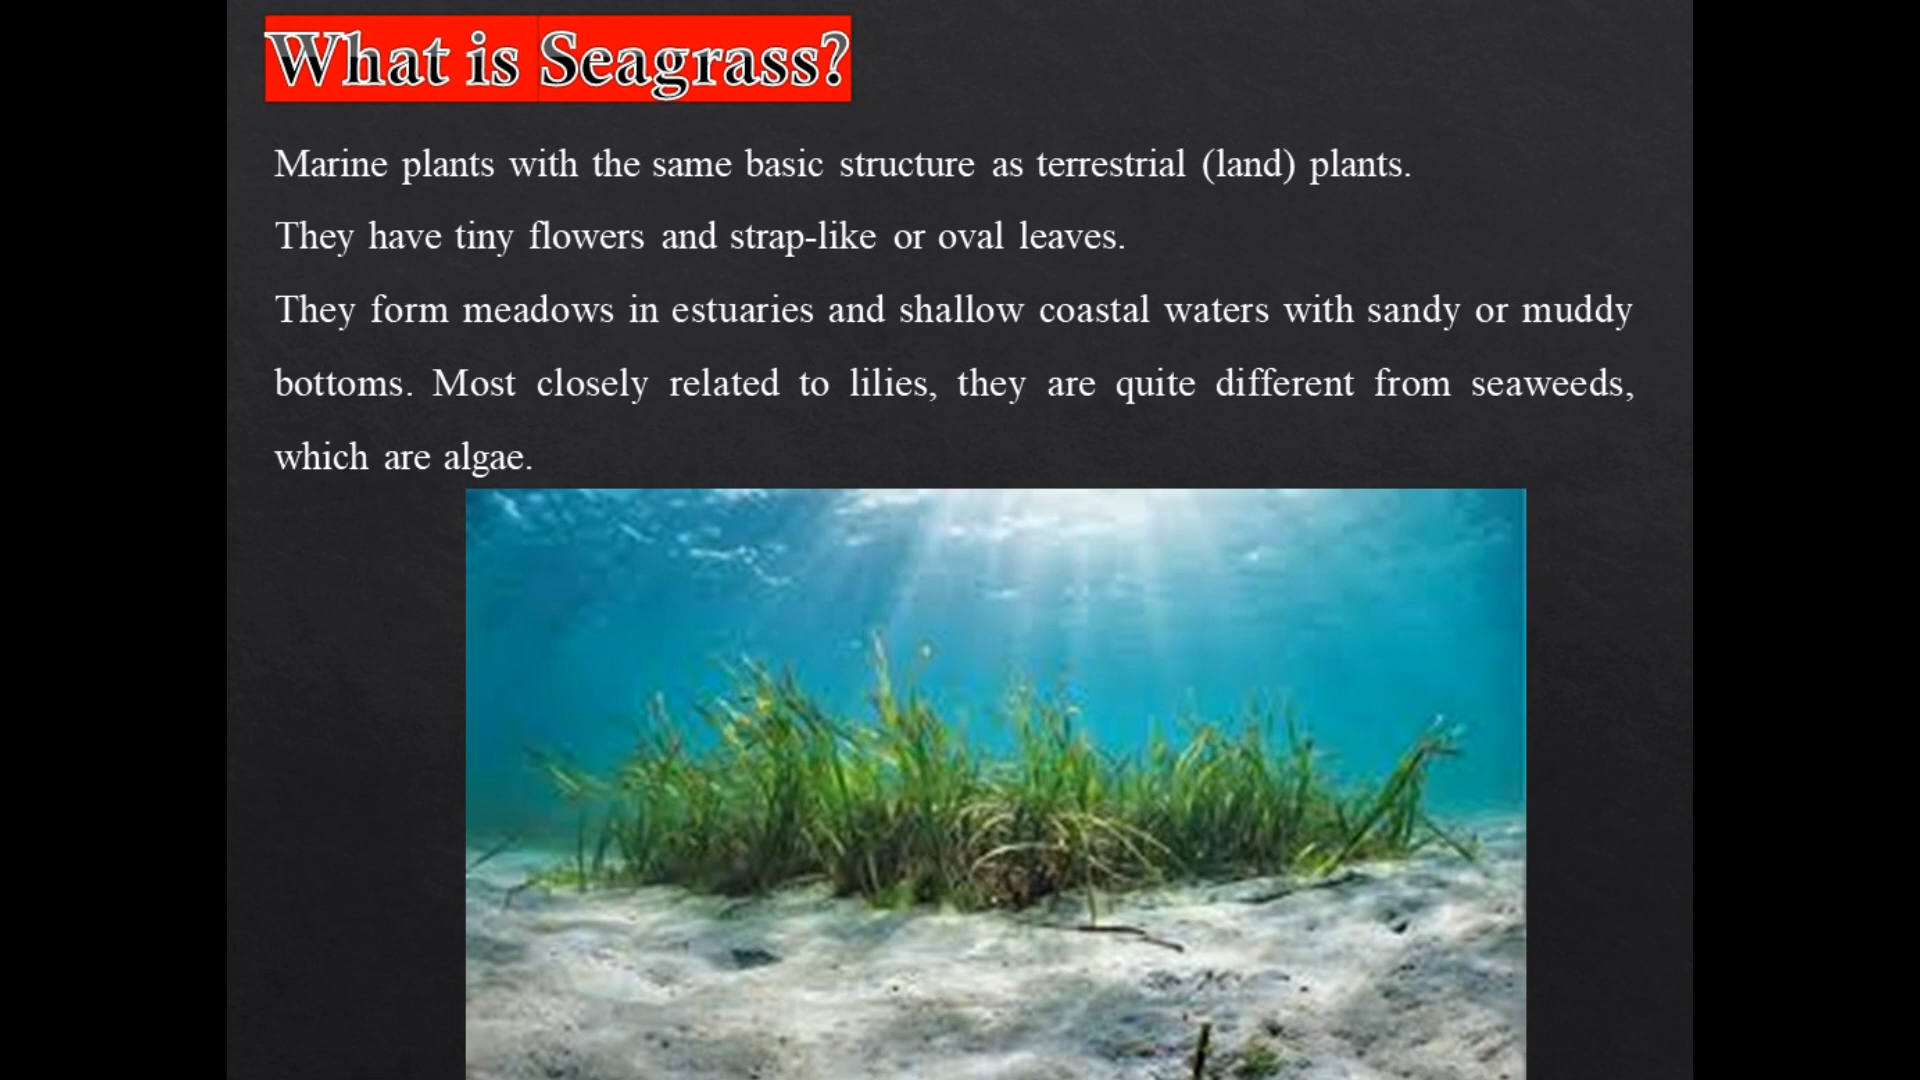 What is Seagrass?
Marine plants with the same basic structure as terrestrial (land) plants.
They have tiny flowers and strap-like or oval leaves.
They form meadows in estuaries and shallow coastal waters with sandy or muddy
bottoms. Most closely related to lilies, they are quite different from seaweeds,
which are algae.